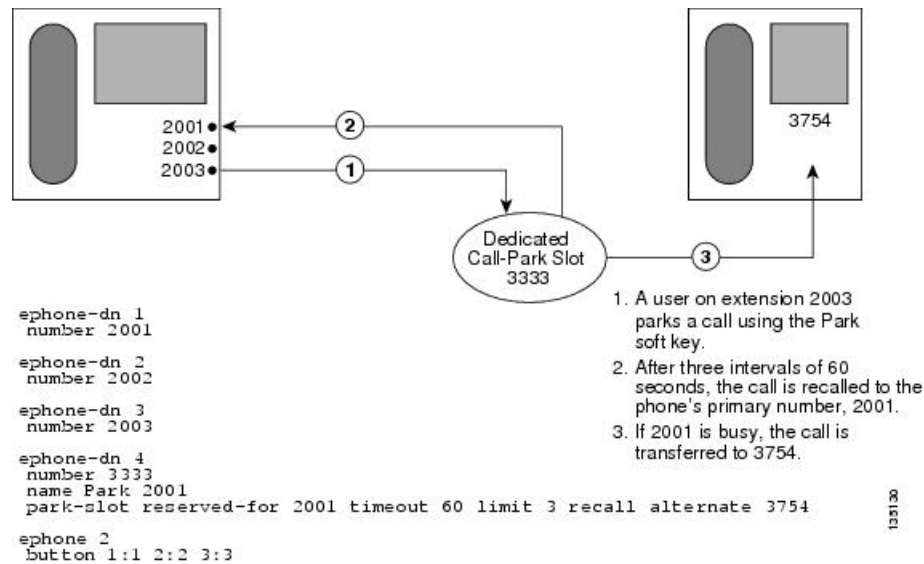 2001
2002
2003
2
1
3754
Dedicated
Call-Park Slot
3333
3
1. A user on extension 2003
parks a call using the Park
soft key.
2. After three intervals of 60
seconds, the call is recalled to the
phone's primary number, 2001.
3. If 2001 is busy, the call is
transferred to 3754.
ephone-dn 1
number 2001
ephone-dn 2
number 2002
ephone-dn 3
number 2003
ephone-dn 4
number 3333
name Park 2001
park-slot reserved-for 2001 timeout 60 limit 3 recall alternate 3754
ephone 2
button 1:1 2:2 3:3
135130